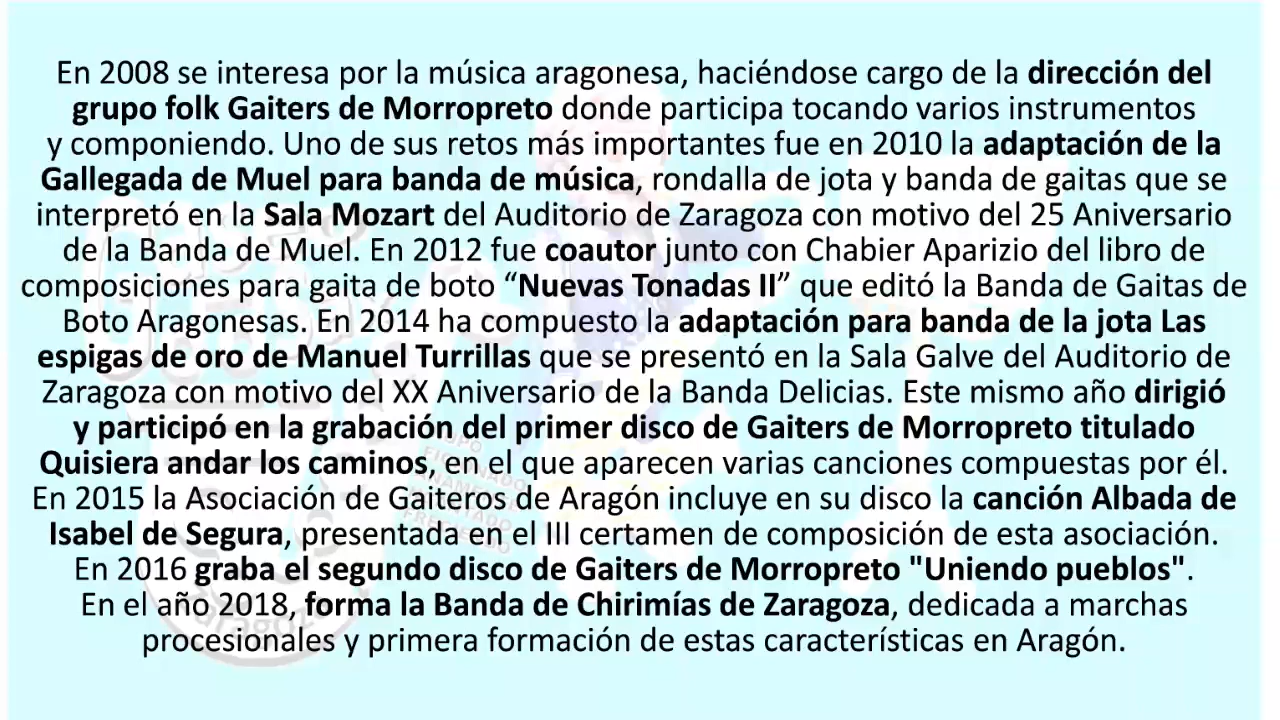 En 2008 se interesa por la música aragonesa, haciéndose cargo de la dirección del
grupo folk Gaiters de Morropreto donde participa tocando varios instrumentos
y componiendo. Uno de sus retos más importantes fue en 2010 la adaptación de la
Gallegada de Muel para banda de música, rondalla de jota y banda de gaitas que se
interpretó en la Sala Mozart del Auditorio de Zaragoza con motivo del 25 Aniversario
de la Banda de Muel. En 2012 fue coautor junto con Chabier Aparizio del libro de
composiciones para gaita de boto “Nuevas Tonadas II” que editó la Banda de Gaitas de
Boto Aragonesas. En 2014 ha compuesto la adaptación para banda de la jota Las
espigas de oro de Manuel Turrillas que se presentó en la Sala Galve del Auditorio de
Zaragoza con motivo del XX Aniversario de la Banda Delicias. Este mismo año dirigió
y participó en la grabación del primer disco de Gaiters de Morropreto titulado
Quisiera andar los caminos, en el que aparecen varias canciones compuestas por él.
En 2015 la Asociación de Gaiteros de Aragón incluye en su disco la canción Albada de
Isabel de Segura, presentada en el III certamen de composición de esta asociación.
En 2016 graba el segundo disco de Gaiters de Morropreto "Uniendo pueblos".
En el año 2018, forma la Banda de Chirimías de Zaragoza, dedicada a marchas
procesionales y primera formación de estas características en Aragón.